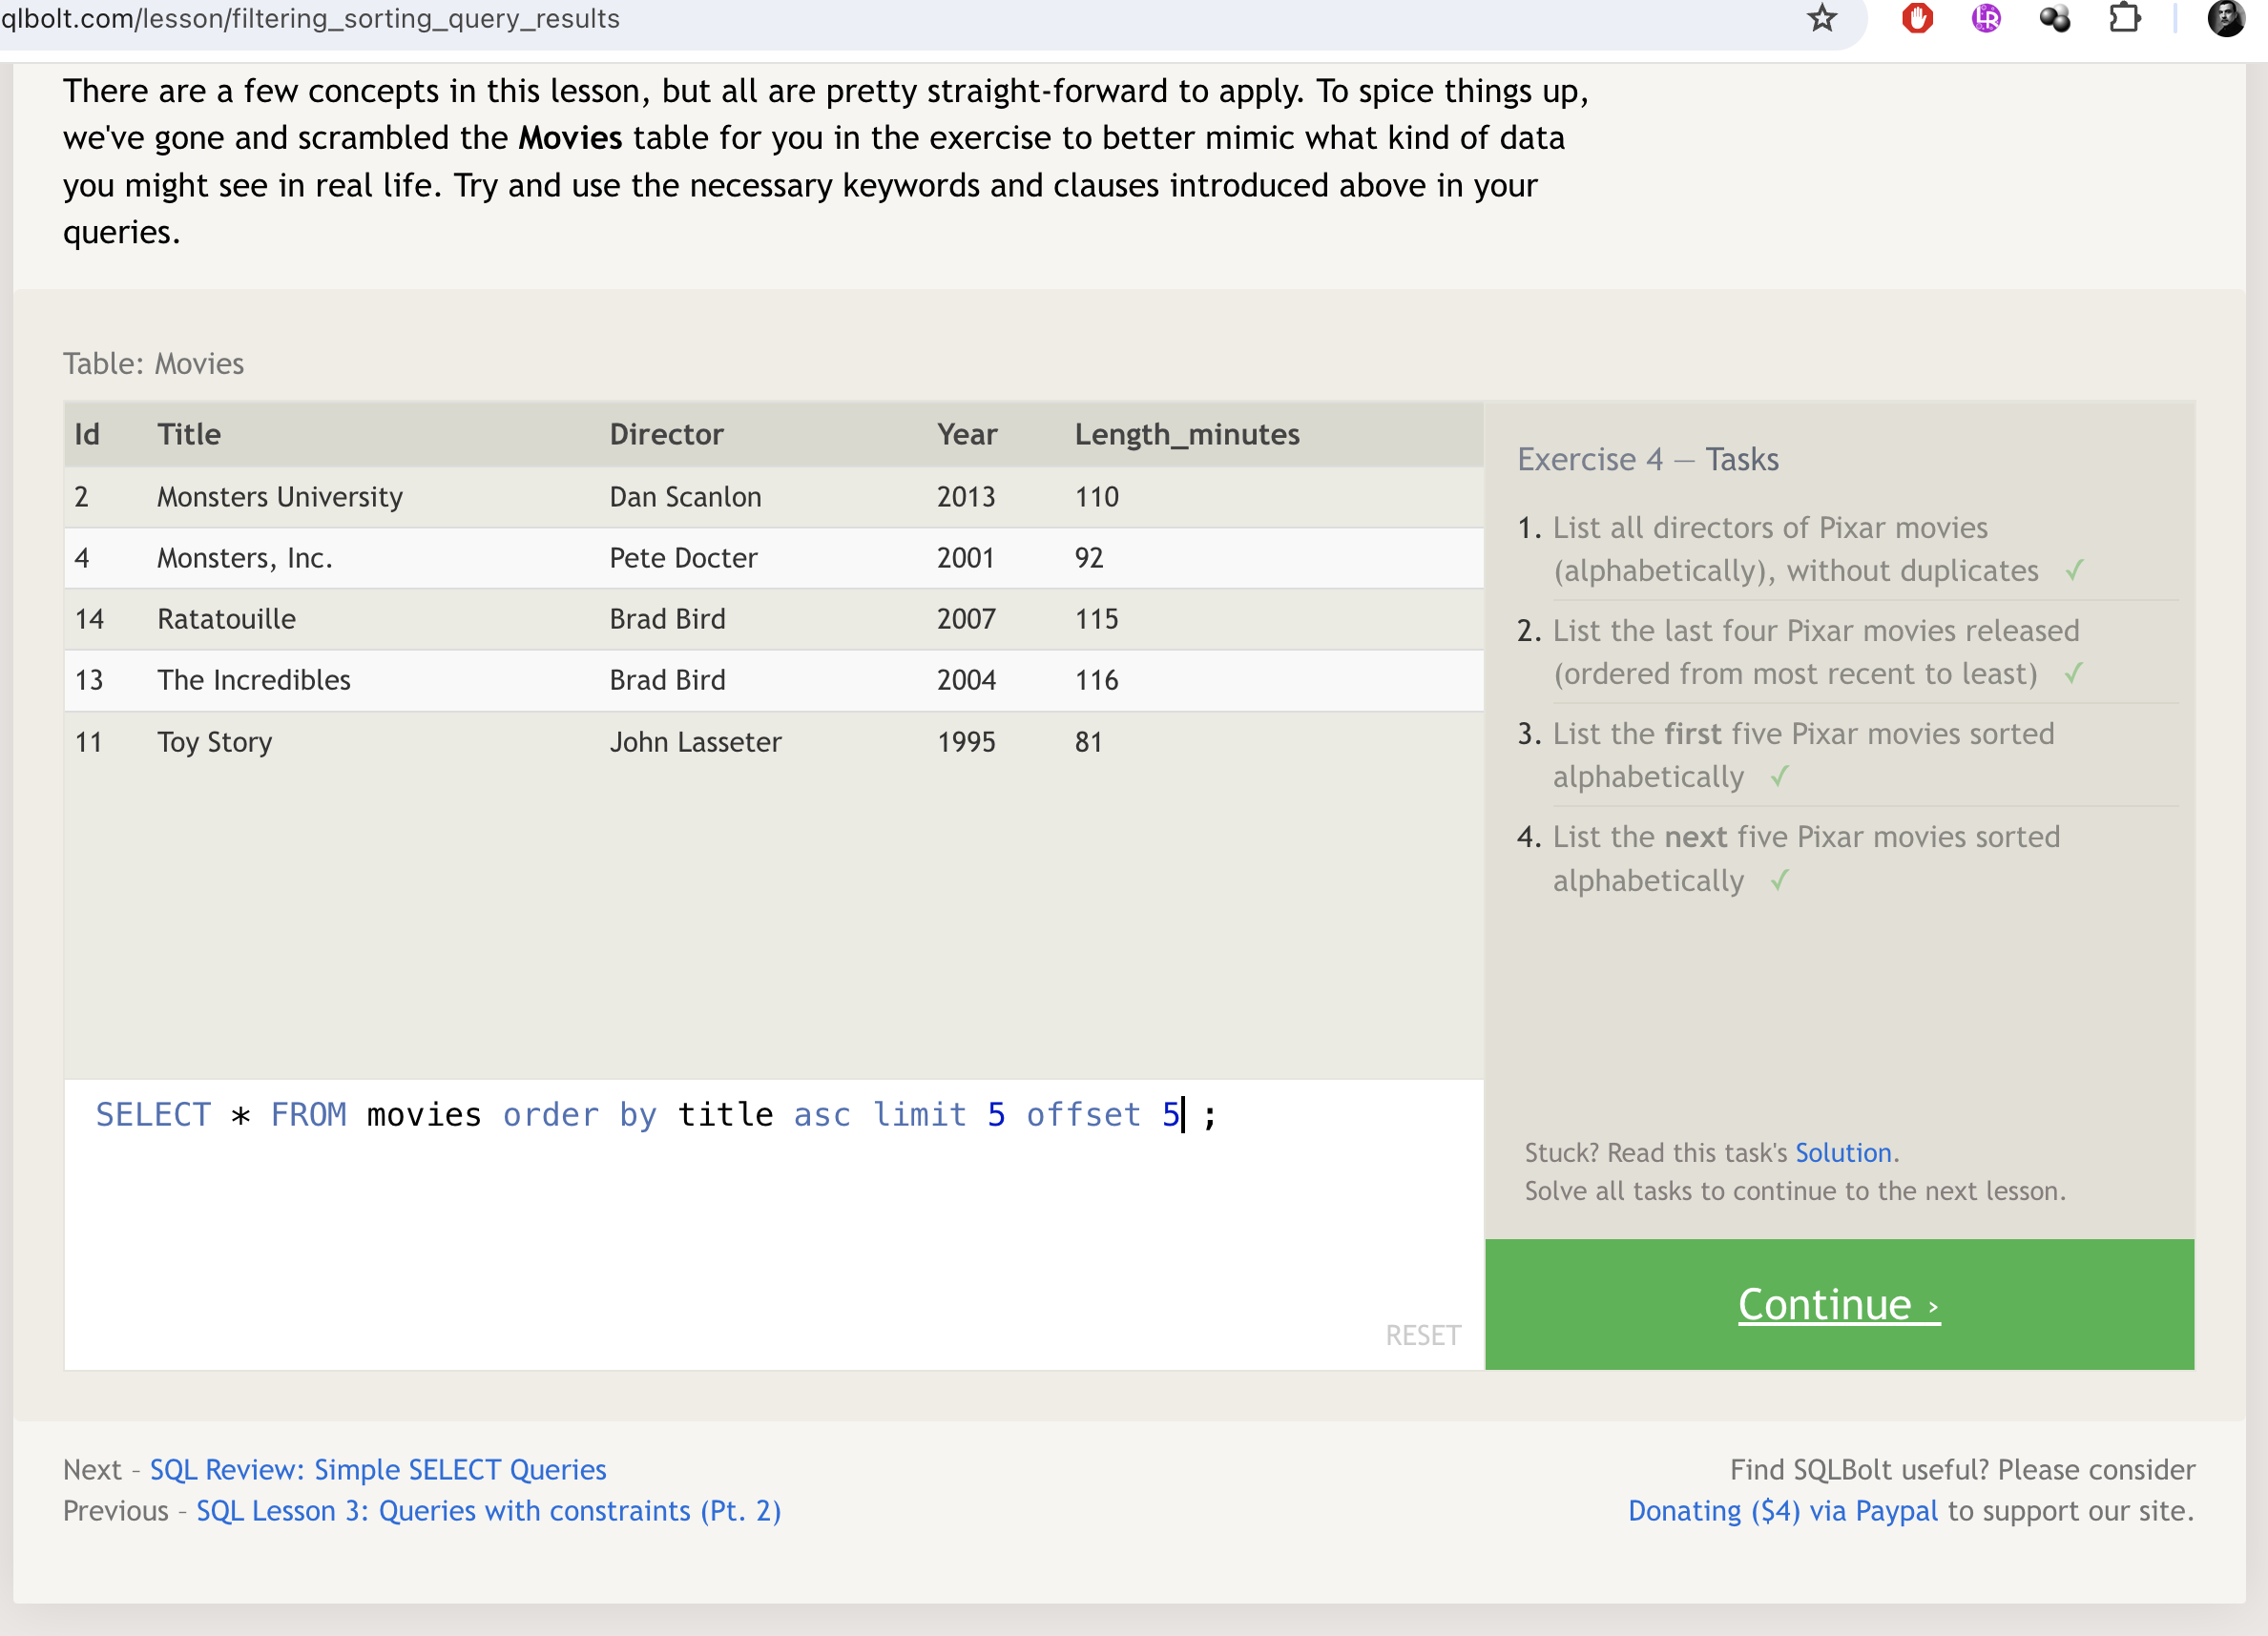 qlbolt.com/lesson/filtering_sorting_query_results
There are a few concepts in this lesson, but all are pretty straight-forward to apply. To spice things up,
we've gone and scrambled the Movies table for you in the exercise to better mimic what kind of data
you might see in real life. Try and use the necessary keywords and clauses introduced above in your
queries.
Table: Movies
Id Title Director Year Length_minutes
2 Monsters University Dan Scanlon 2013 110
4 Monsters, Inc. Pete Docter 2001 92
14 Ratatouille Brad Bird 2007 115
13 The Incredibles Brad Bird 2004 116
11 Toy Story John Lasseter 1995 81
SELECT * FROM movies order by title asc limit 5 offset 5 ;
RESET
Exercise 4 — Tasks
1. List all directors of Pixar movies
(alphabetically), without duplicates ✓
2. List the last four Pixar movies released
(ordered from most recent to least) ✓
3. List the first five Pixar movies sorted
alphabetically ✓
4. List the next five Pixar movies sorted
alphabetically ✓
Stuck? Read this task's Solution.
Solve all tasks to continue to the next lesson.
Continue ›
Next – SQL Review: Simple SELECT Queries
Previous – SQL Lesson 3: Queries with constraints (Pt. 2)
Find SQLBolt useful? Please consider
Donating ($4) via Paypal to support our site.